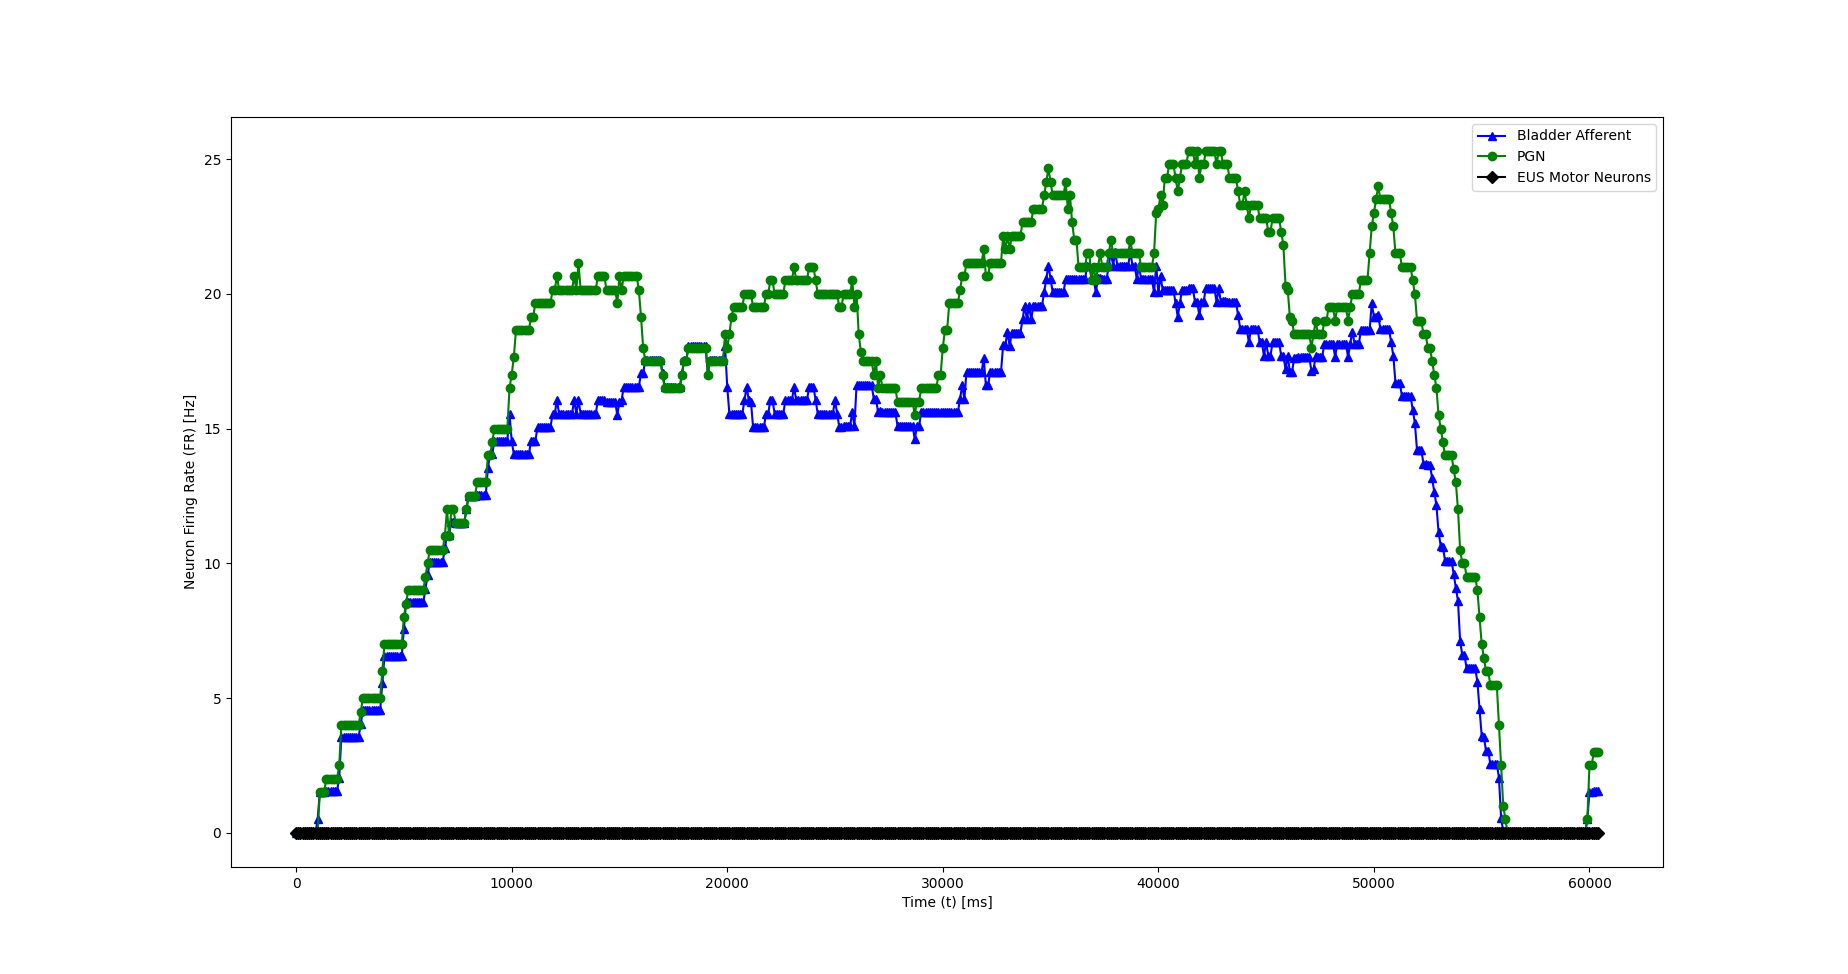 Bladder Afferent
PGN
EUS Motor Neurons
25
20
15
10
5
0
Neuron Firing Rate (FR) [Hz]
0 10000 20000 30000 40000 50000 60000
Time (t) [ms]